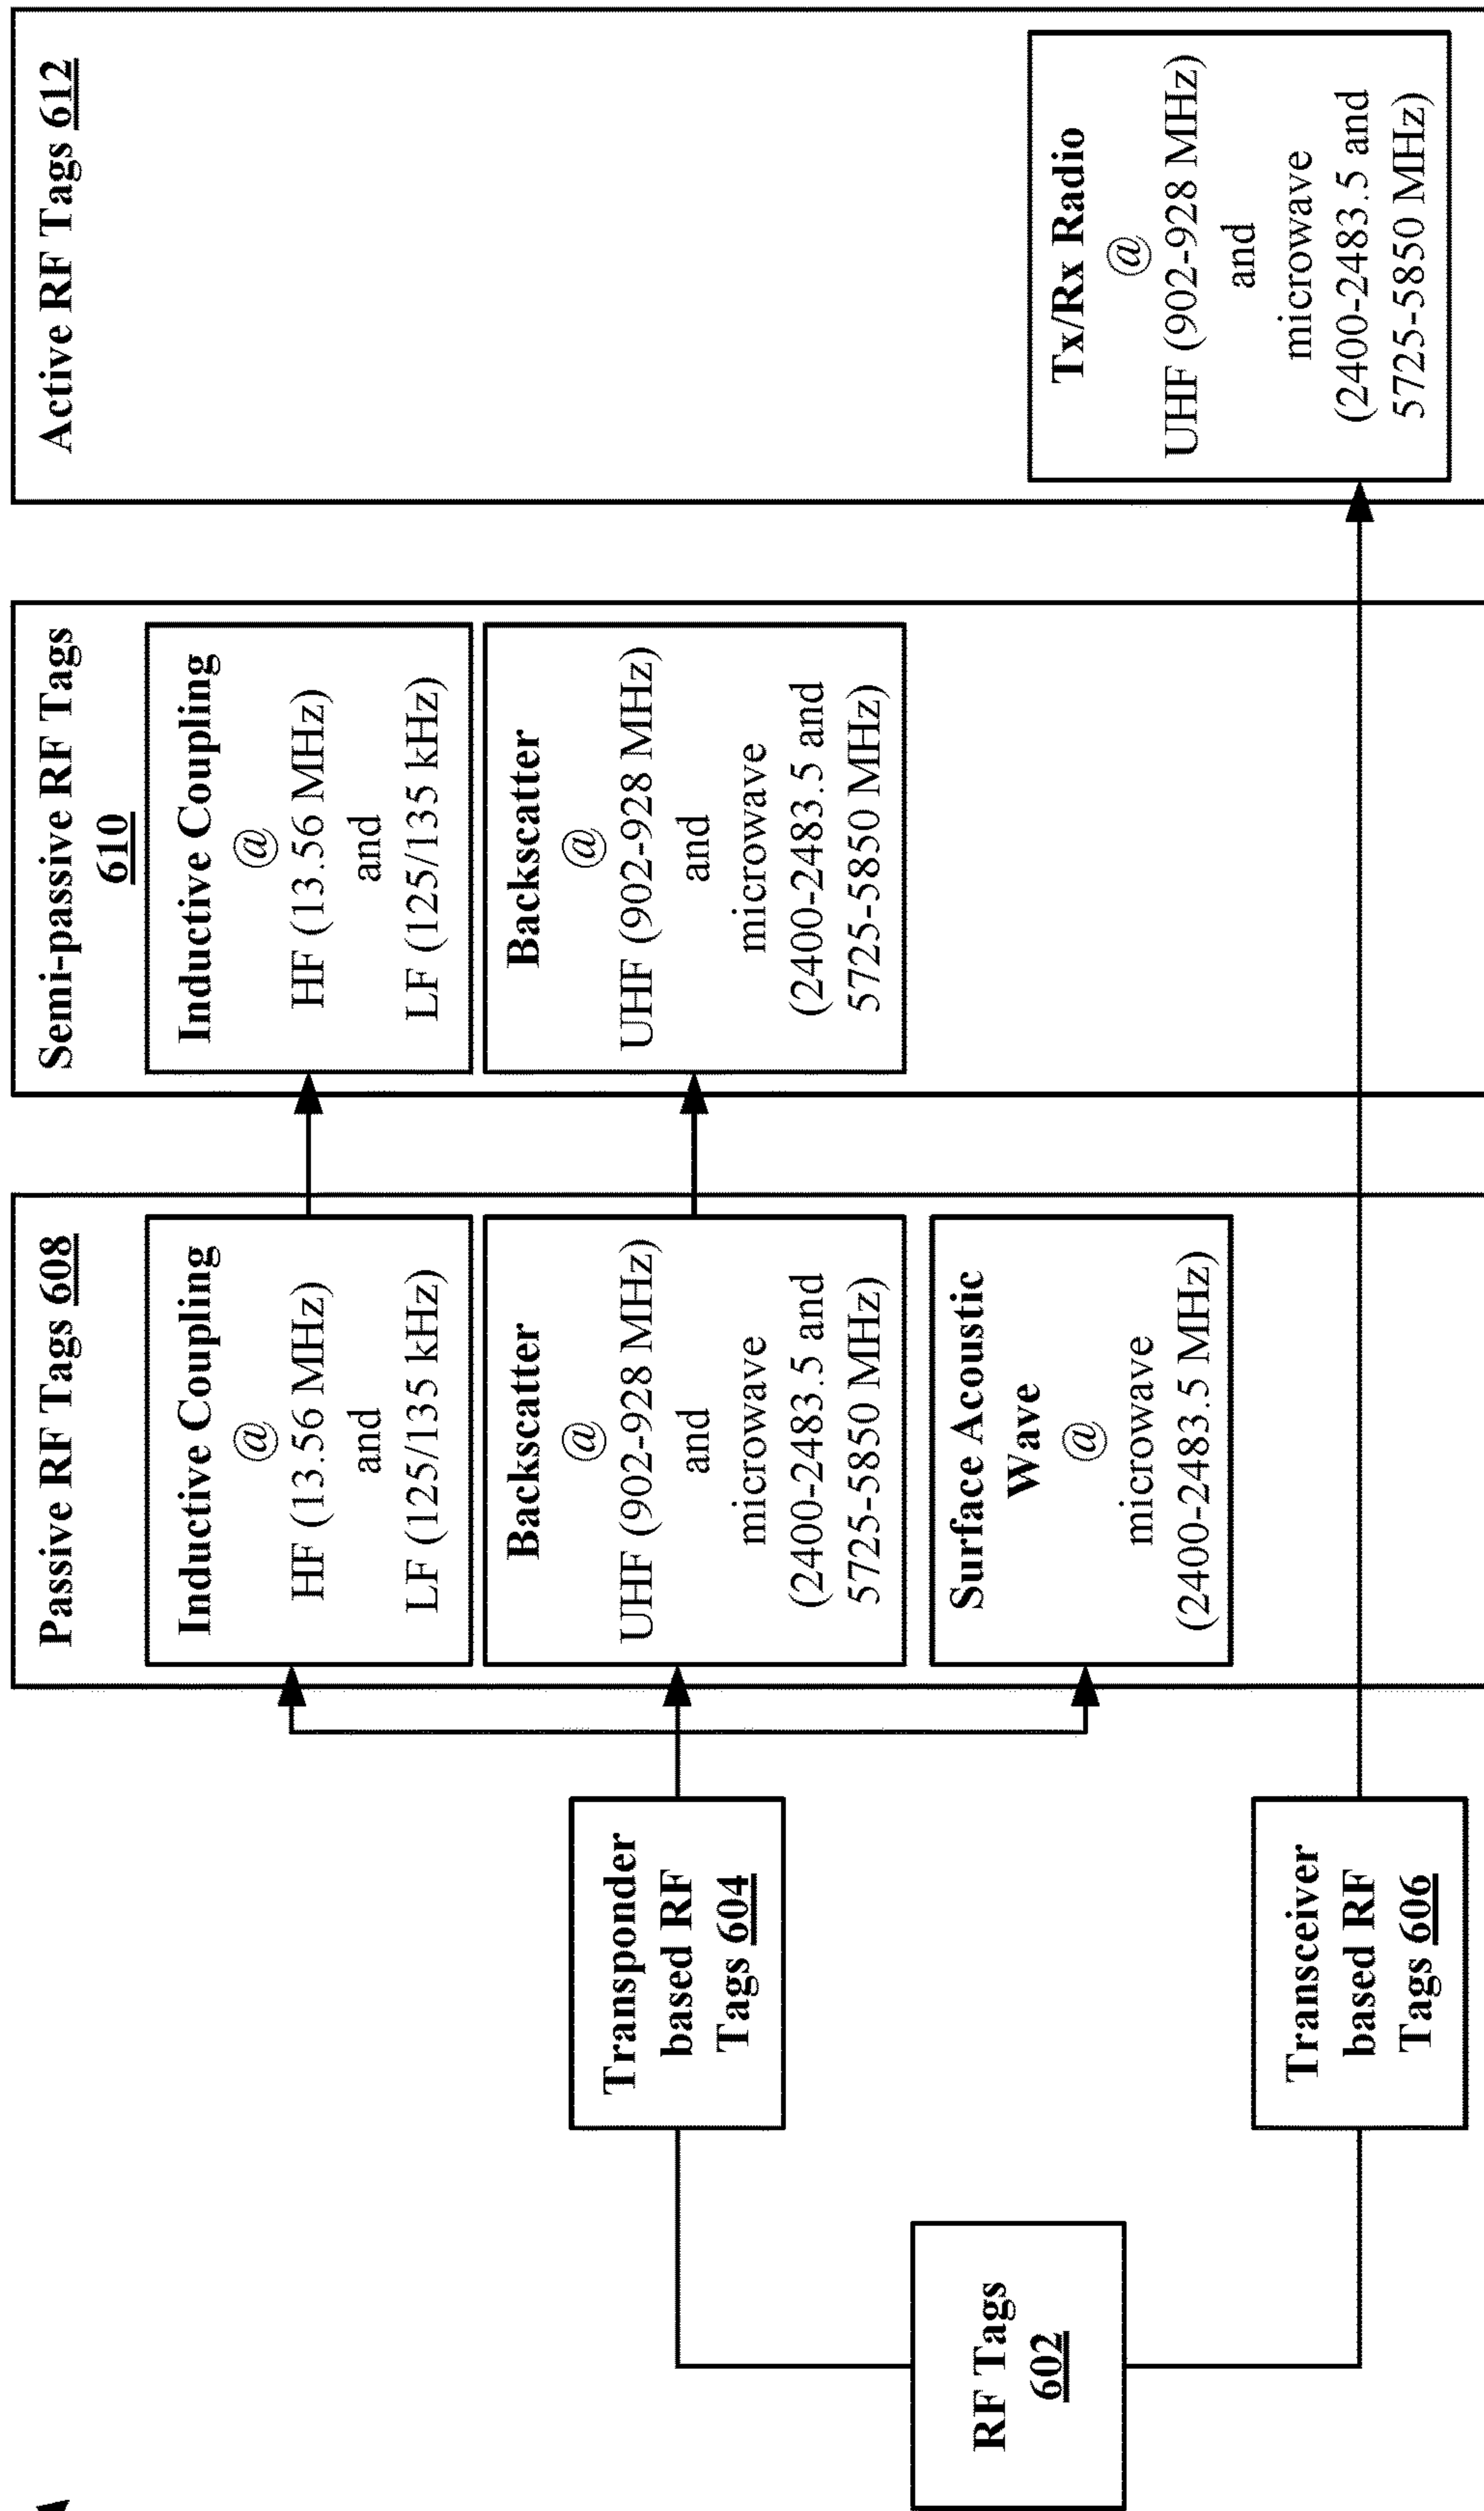 RF Tags
602
Transponder
based RF
Tags 604
Transceiver
based RF
Tags 606
Passive RF Tags 608
Inductive Coupling
@
HF (13.56 MHz)
and
LF (125/135 kHz)
Backscatter
@
UHF (902-928 MHz)
and
microwave
(2400-2483.5 and
5725-5850 MHz)
Surface Acoustic
Wave
@
microwave
(2400-2483.5 MHz)
Semi-passive RF Tags
610
Inductive Coupling
@
HF (13.56 MHz)
and
LF (125/135 kHz)
Backscatter
@
UHF (902-928 MHz)
and
microwave
(2400-2483.5 and
5725-5850 MHz)
Active RF Tags 612
Tx/Rx Radio
@
UHF (902-928 MHz)
and
microwave
(2400-2483.5 and
5725-5850 MHz)